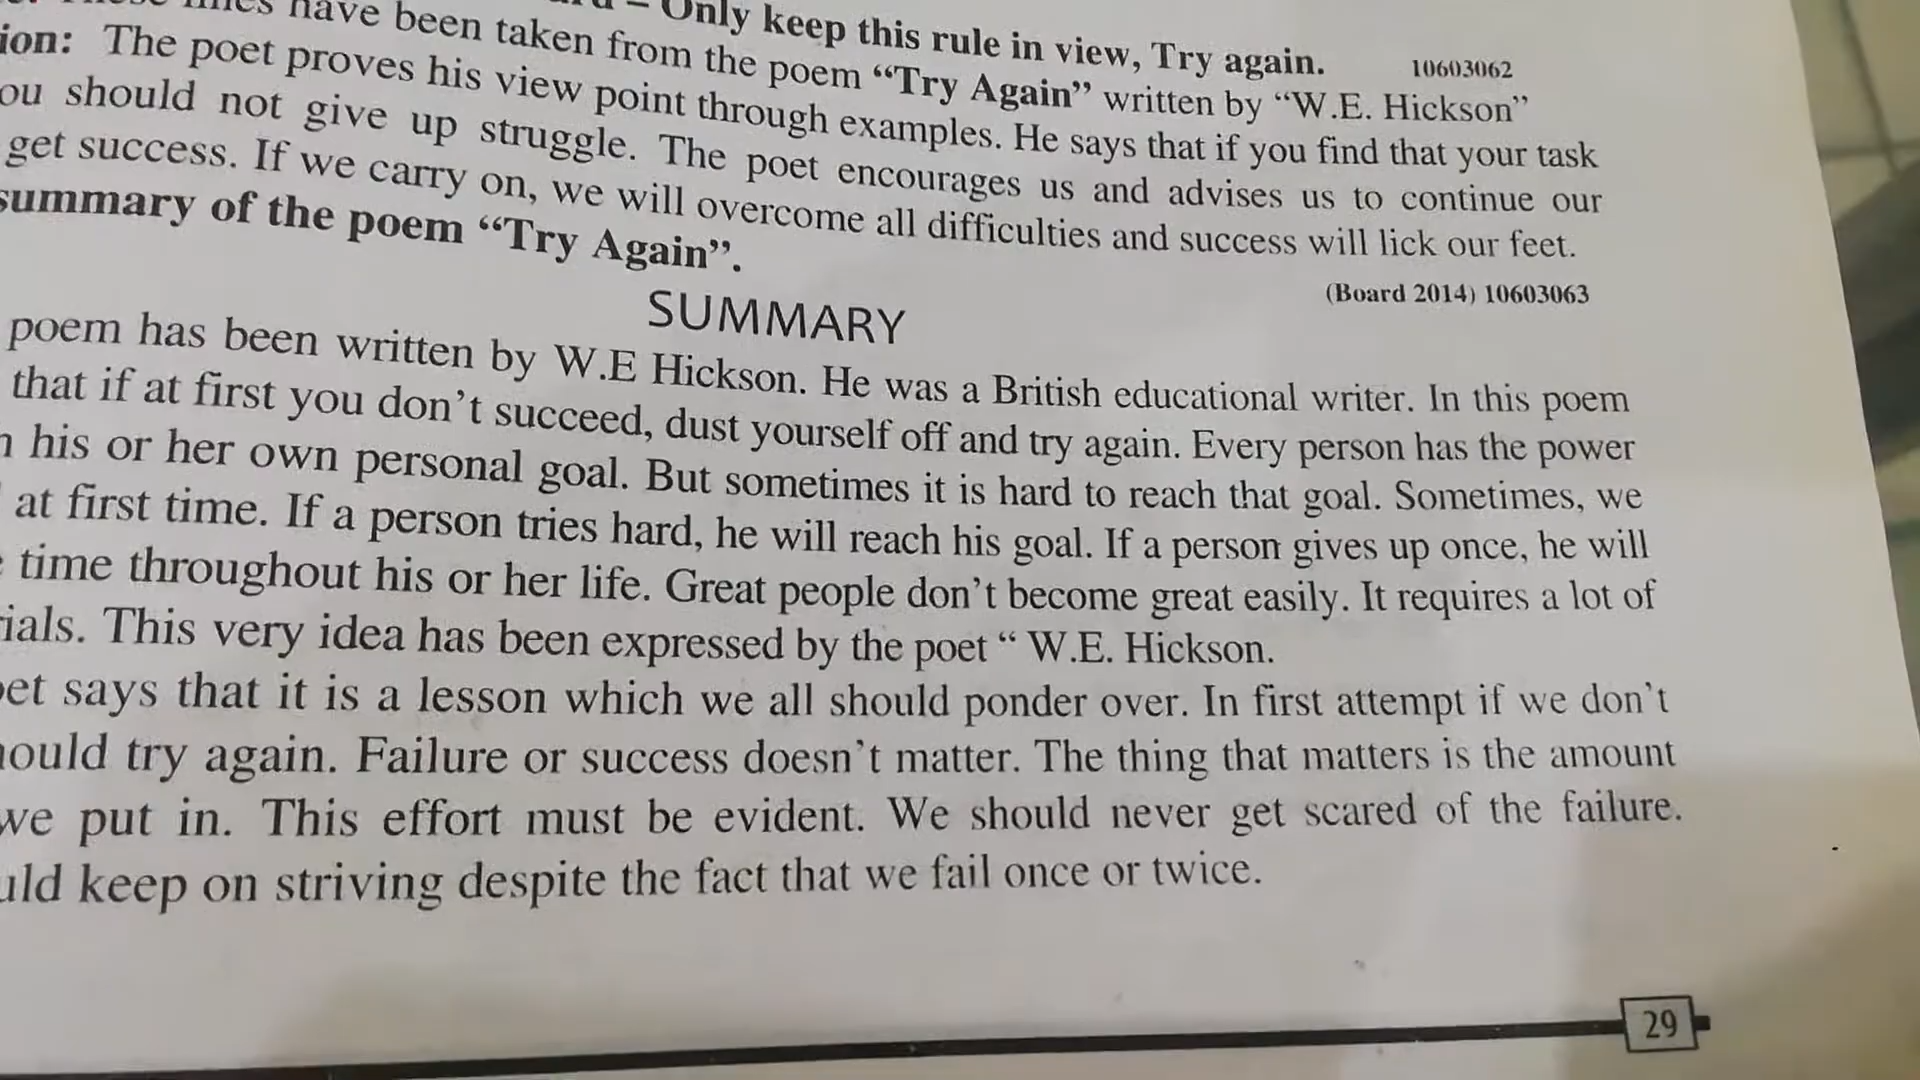 – Only keep this rule in view, Try again. 10603062
have been taken from the poem “Try Again” written by “W.E. Hickson”
The poet proves his view point through examples. He says that if you find that your task
should not give up struggle. The poet encourages us and advises us to continue our
get success. If we carry on, we will overcome all difficulties and success will lick our feet.
summary of the poem “Try Again”.
(Board 2014) 10603063
SUMMARY
poem has been written by W.E Hickson. He was a British educational writer. In this poem
that if at first you don’t succeed, dust yourself off and try again. Every person has the power
his or her own personal goal. But sometimes it is hard to reach that goal. Sometimes, we
at first time. If a person tries hard, he will reach his goal. If a person gives up once, he will
time throughout his or her life. Great people don’t become great easily. It requires a lot of
ials. This very idea has been expressed by the poet “ W.E. Hickson.
et says that it is a lesson which we all should ponder over. In first attempt if we don’t
ould try again. Failure or success doesn’t matter. The thing that matters is the amount
we put in. This effort must be evident. We should never get scared of the failure.
uld keep on striving despite the fact that we fail once or twice.
29